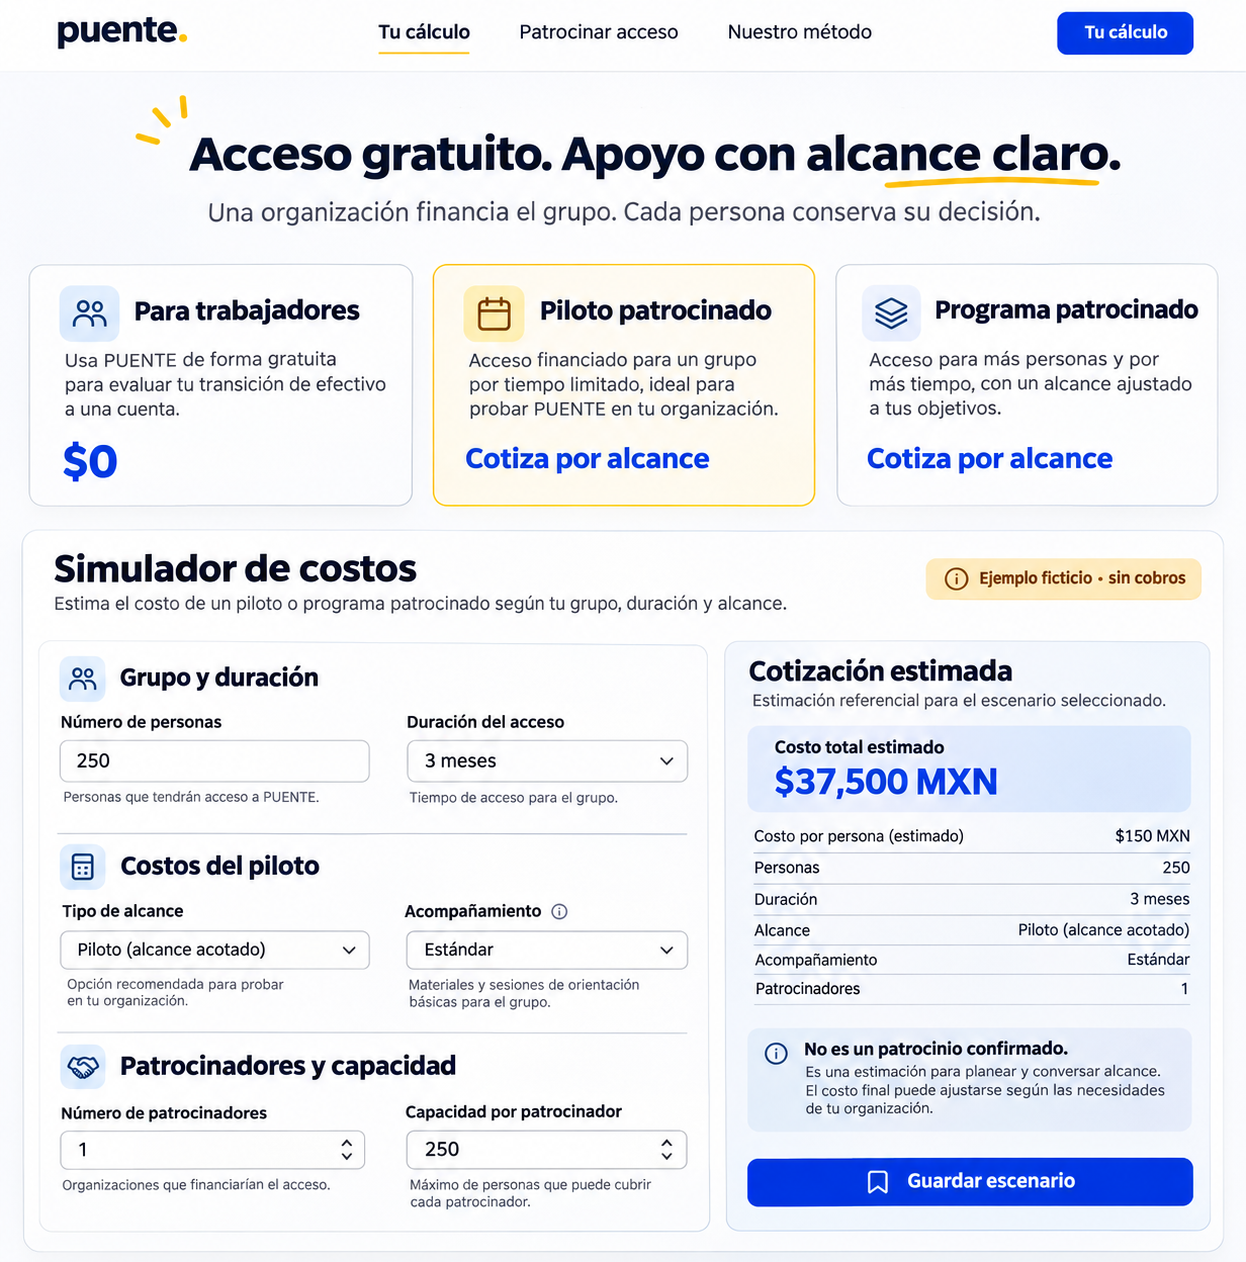 puente.
Tu cálculo
Patrocinar acceso
Nuestro método
Tu cálculo
Acceso gratuito. Apoyo con alcance claro.
Una organización financia el grupo. Cada persona conserva su decisión.
Para trabajadores
Usa PUENTE de forma gratuita
para evaluar tu transición de efectivo
a una cuenta.
$0
Piloto patrocinado
Acceso financiado para un grupo
por tiempo limitado, ideal para
probar PUENTE en tu organización.
Cotiza por alcance
Programa patrocinado
Acceso para más personas y por
más tiempo, con un alcance ajustado
a tus objetivos.
Cotiza por alcance
Simulador de costos
Estima el costo de un piloto o programa patrocinado según tu grupo, duración y alcance.
Ejemplo ficticio • sin cobros
Grupo y duración
Número de personas
250
Personas que tendrán acceso a PUENTE.
Duración del acceso
3 meses
Tiempo de acceso para el grupo.
Costos del piloto
Tipo de alcance
Piloto (alcance acotado)
Opción recomendada para probar
en tu organización.
Acompañamiento
Estándar
Materiales y sesiones de orientación
básicas para el grupo.
Patrocinadores y capacidad
Número de patrocinadores
1
Organizaciones que financiarían el acceso.
Capacidad por patrocinador
250
Máximo de personas que puede cubrir
cada patrocinador.
Cotización estimada
Estimación referencial para el escenario seleccionado.
Costo total estimado
$37,500 MXN
Costo por persona (estimado) $150 MXN
Personas 250
Duración 3 meses
Alcance Piloto (alcance acotado)
Acompañamiento Estándar
Patrocinadores 1
No es un patrocinio confirmado.
Es una estimación para planear y conversar alcance.
El costo final puede ajustarse según las necesidades
de tu organización.
Guardar escenario